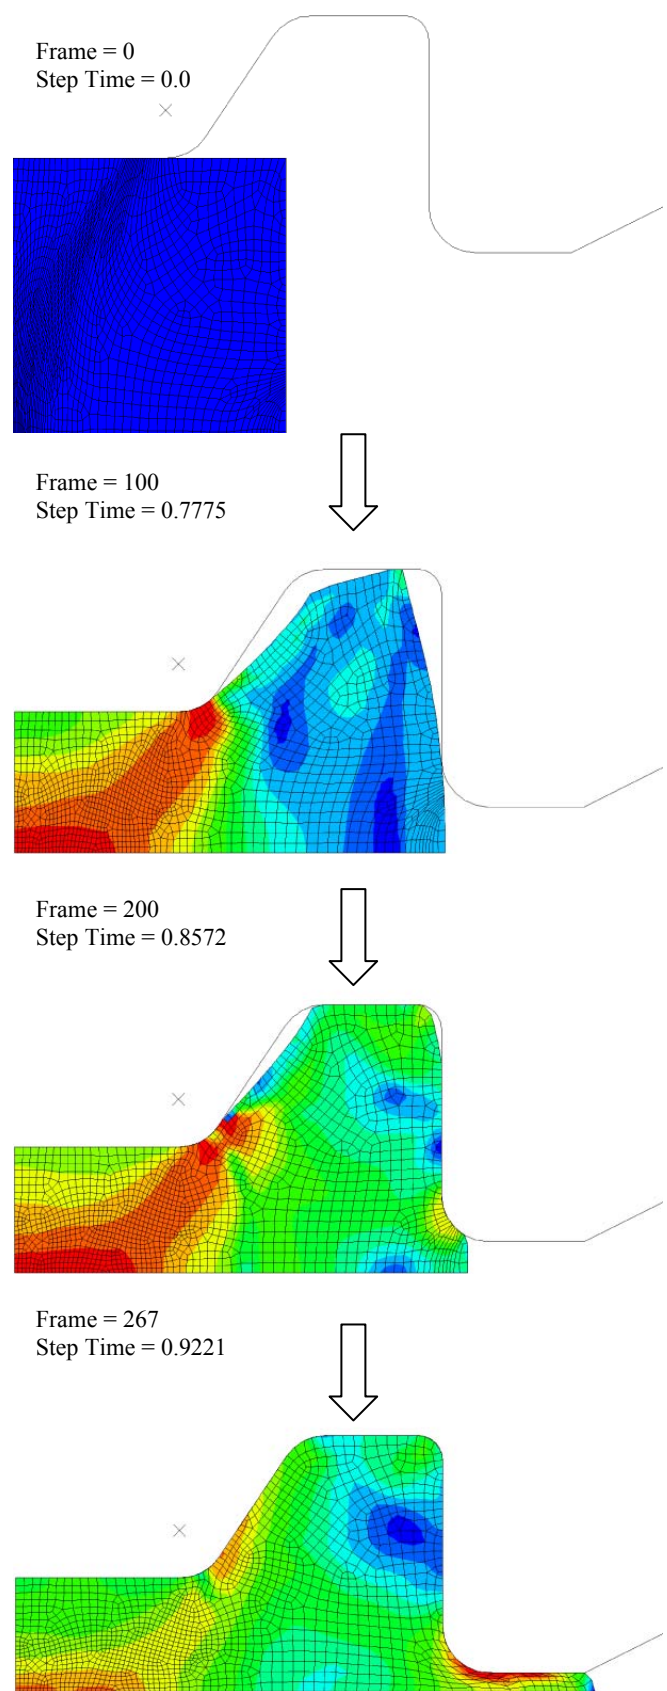 Frame = 0
Step Time = 0.0
Frame = 100
Step Time = 0.7775
Frame = 200
Step Time = 0.8572
Frame = 267
Step Time = 0.9221